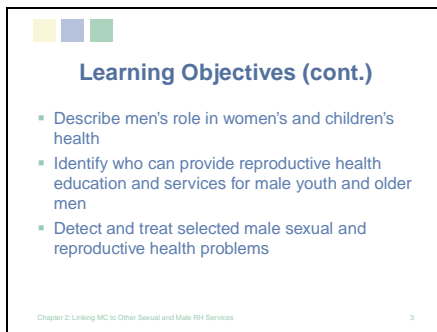 Learning Objectives (cont.)
▪ Describe men's role in women's and children's
health
▪ Identify who can provide reproductive health
education and services for male youth and older
men
▪ Detect and treat selected male sexual and
reproductive health problems
Chapter 2: Linking MC to Other Sexual and Male RH Services
3